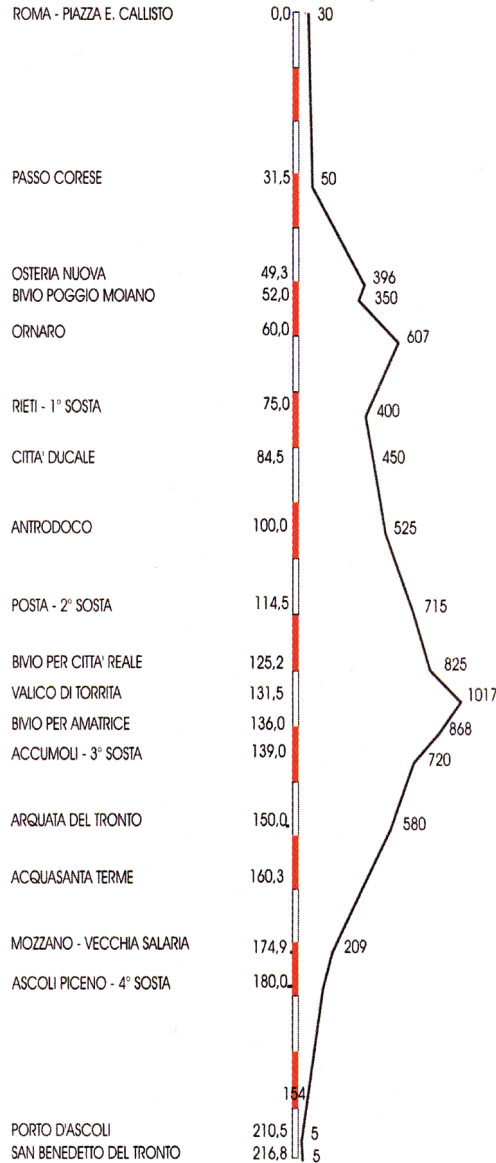 ROMA - PIAZZA E. CALLISTO 0,0 30
PASSO CORESE 31,5 50
OSTERIA NUOVA 49,3 396
BIVIO POGGIO MOIANO 52,0 350
ORNARO 60,0 607
RIETI - 1° SOSTA 75,0 400
CITTA' DUCALE 84,5 450
ANTRODOCO 100,0 525
POSTA - 2° SOSTA 114,5 715
BIVIO PER CITTA' REALE 125,2 825
VALICO DI TORRITA 131,5 1017
BIVIO PER AMATRICE 136,0 868
ACCUMOLI - 3° SOSTA 139,0 720
ARQUATA DEL TRONTO 150,0 580
ACQUASANTA TERME 160,3
MOZZANO - VECCHIA SALARIA 174,9 209
ASCOLI PICENO - 4° SOSTA 180,0
154
PORTO D'ASCOLI 210,5 5
SAN BENEDETTO DEL TRONTO 216,8 5